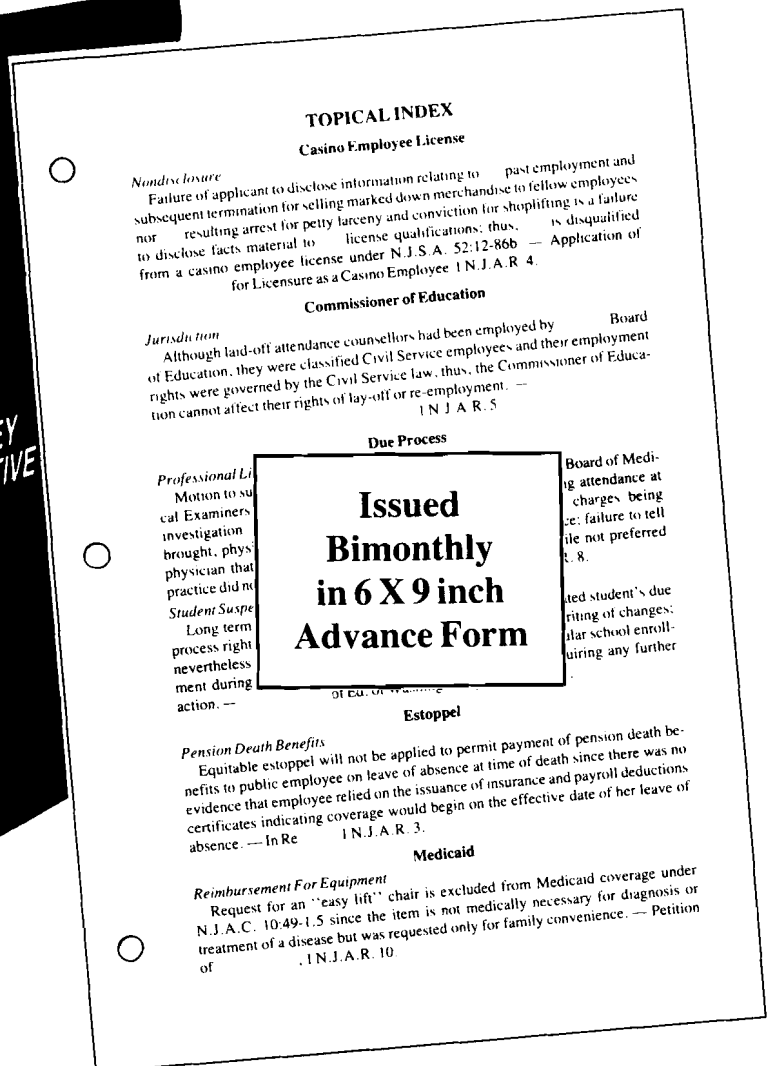 EY
TIVE
TOPICAL INDEX
Casino Employee License
Nondisclosure
Failure of applicant to disclose information relating to past employment and
subsequent termination for selling marked down merchandise to fellow employees
nor resulting arrest for petty larceny and conviction for shoplifting is a failure
to disclose facts material to license qualifications; thus, is disqualified
from a casino employee license under N.J.S.A. 52:12-86b — Application of
for Licensure as a Casino Employee 1 N.J.A.R 4.
Commissioner of Education
Jurisdiction
Although laid-off attendance counsellors had been employed by Board
of Education, they were classified Civil Service employees and their employment
rights were governed by the Civil Service law, thus, the Commissioner of Educa-
tion cannot affect their rights of lay-off or re-employment. —
1 N J A R. 5
Due Process
Professional Li
Board of Medi-
Motion to su
ng attendance at
cal Examiners
charges being
investigation
ce; failure to tell
brought, phys
ile not preferred
physician that
R. 8.
practice did no
Student Suspe
ted student's due
Long term
riting of changes;
process right
ular school enroll-
nevertheless
uiring any further
ment during
action. —
Issued
Bimonthly
in 6 X 9 inch
Advance Form
Estoppel
Pension Death Benefits
Equitable estoppel will not be applied to permit payment of pension death be-
nefits to public employee on leave of absence at time of death since there was no
evidence that employee relied on the issuance of insurance and payroll deductions
certificates indicating coverage would begin on the effective date of her leave of
absence. — In Re 1 N.J.A.R. 3.
Medicaid
Reimbursement For Equipment
Request for an "easy lift" chair is excluded from Medicaid coverage under
N.J.A.C. 10:49-1.5 since the item is not medically necessary for diagnosis or
treatment of a disease but was requested only for family convenience. — Petition
of , 1 N.J.A.R. 10